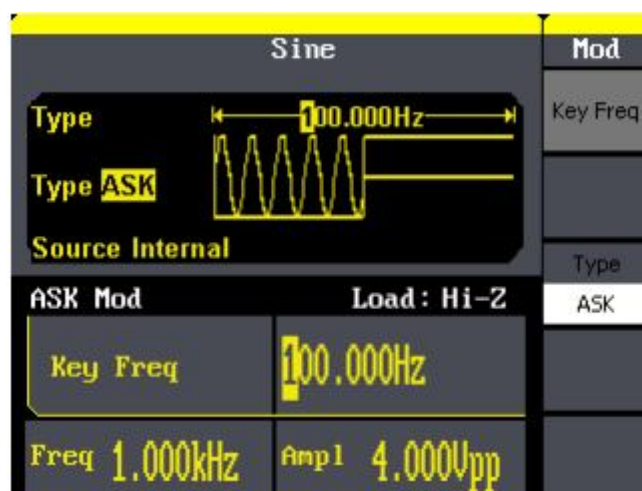 Sine
Mod
Type
100.000Hz
Key Freq
Type ASK
Source Internal
Type
ASK Mod
Load: Hi-Z
ASK
Key Freq
100.000Hz
Freq 1.000kHz
Ampl 4.000Vpp